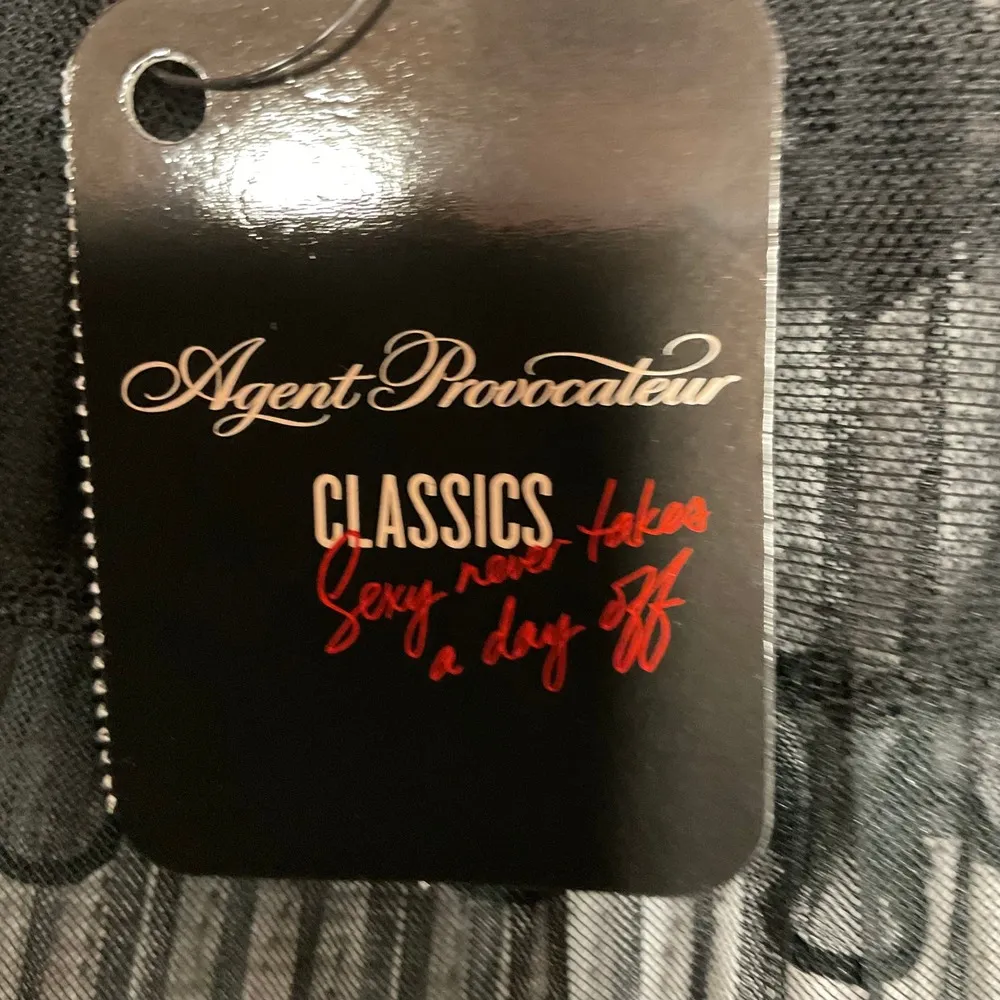 Agent Provocateur
CLASSICS
Sexy never takes
a day off